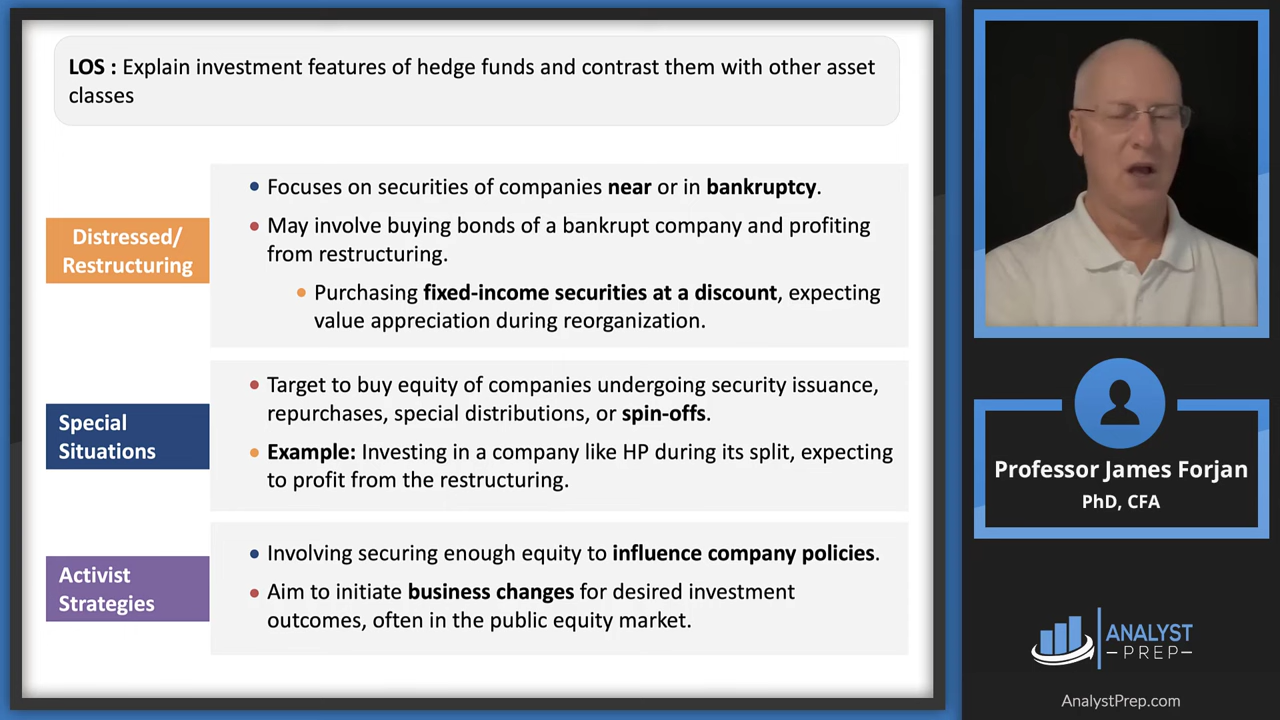 LOS : Explain investment features of hedge funds and contrast them with other asset
classes
Distressed/
Restructuring
• Focuses on securities of companies near or in bankruptcy.
• May involve buying bonds of a bankrupt company and profiting
from restructuring.
• Purchasing fixed-income securities at a discount, expecting
value appreciation during reorganization.
Special
Situations
• Target to buy equity of companies undergoing security issuance,
repurchases, special distributions, or spin-offs.
• Example: Investing in a company like HP during its split, expecting
to profit from the restructuring.
Activist
Strategies
• Involving securing enough equity to influence company policies.
• Aim to initiate business changes for desired investment
outcomes, often in the public equity market.
Professor James Forjan
PhD, CFA
ANALYST
PREP
AnalystPrep.com